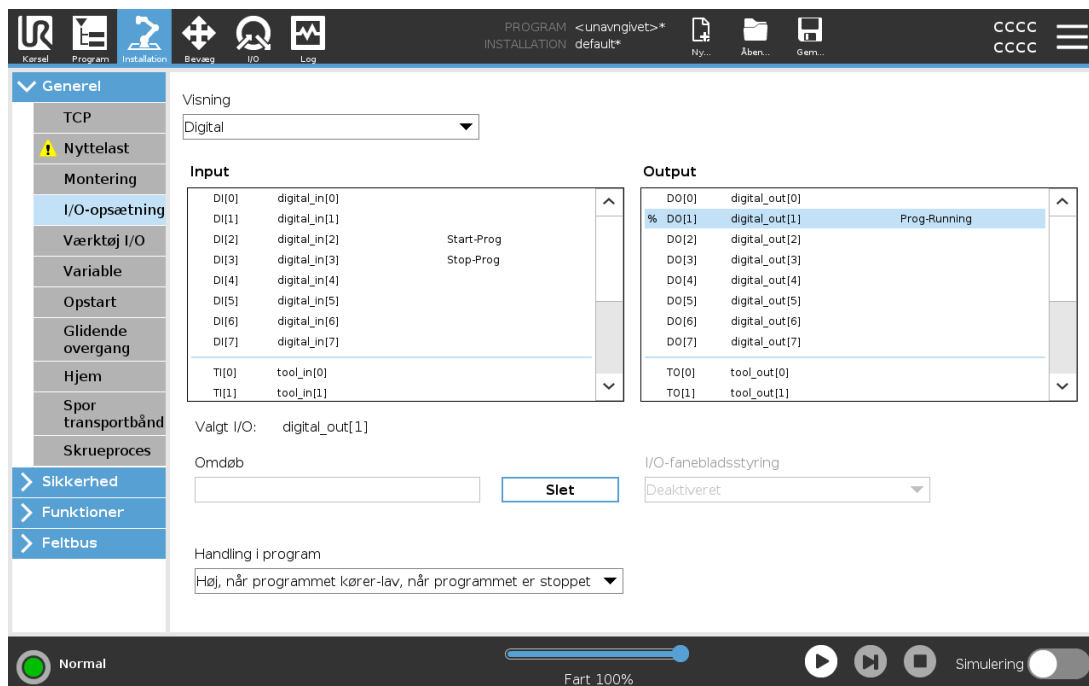 PROGRAM <unavngivet>*
INSTALLATION default*
CCCC
CCCC
Kørsel
Program
Installation
Bevæg
I/O
Log
Ny...
Åben...
Gem...
Generel
TCP
Nyttelast
Montering
I/O-opsætning
Værktøj I/O
Variable
Opstart
Glidende
overgang
Hjem
Spor
transportbånd
Skrueproces
Sikkerhed
Funktioner
Feltbus
Visning
Digital
Input
DI[0] digital_in[0]
DI[1] digital_in[1]
DI[2] digital_in[2] Start-Prog
DI[3] digital_in[3] Stop-Prog
DI[4] digital_in[4]
DI[5] digital_in[5]
DI[6] digital_in[6]
DI[7] digital_in[7]
TI[0] tool_in[0]
TI[1] tool_in[1]
Output
DO[0] digital_out[0]
% DO[1] digital_out[1] Prog-Running
DO[2] digital_out[2]
DO[3] digital_out[3]
DO[4] digital_out[4]
DO[5] digital_out[5]
DO[6] digital_out[6]
DO[7] digital_out[7]
TO[0] tool_out[0]
TO[1] tool_out[1]
Valgt I/O: digital_out[1]
Omdøb
Slet
I/O-fanebladsstyring
Deaktiveret
Handling i program
Høj, når programmet kører-lav, når programmet er stoppet
Normal
Fart 100%
Simulering